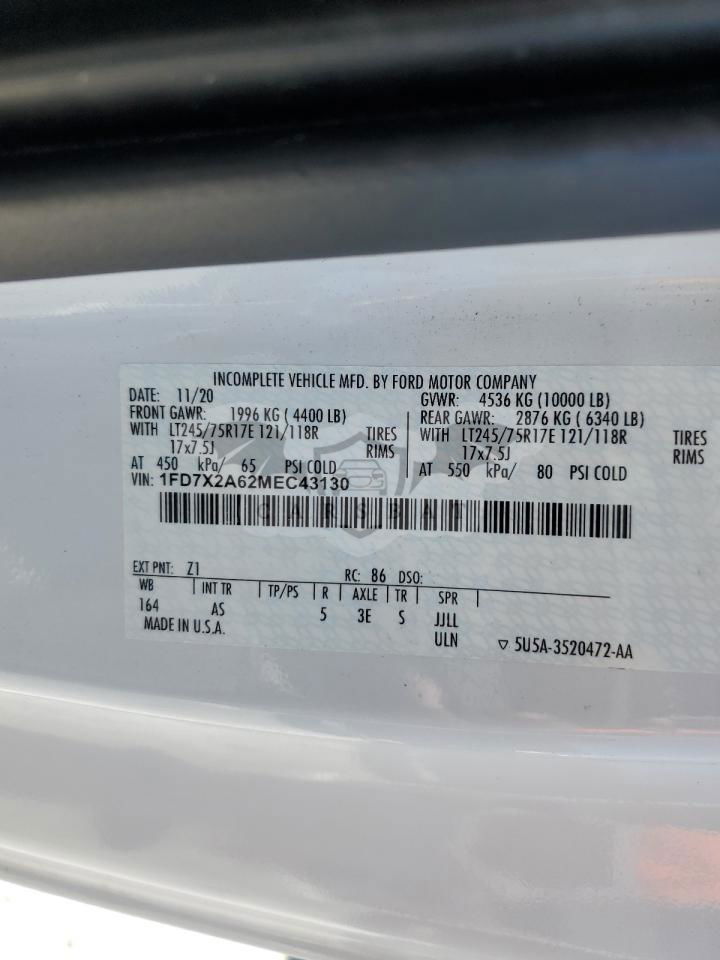 INCOMPLETE VEHICLE MFD. BY FORD MOTOR COMPANY
DATE: 11/20 GVWR: 4536 KG (10000 LB)
FRONT GAWR: 1996 KG ( 4400 LB) REAR GAWR: 2876 KG ( 6340 LB)
WITH LT245/75R17E 121/118R TIRES WITH LT245/75R17E 121/118R TIRES
17x7.5J RIMS 17x7.5J RIMS
AT 450 kPa/ 65 PSI COLD AT 550 kPa/ 80 PSI COLD
VIN: 1FD7X2A62MEC43130
CARSBAT
EXT PNT: Z1 RC: 86 DSO:
WB INT TR TP/PS R AXLE TR SPR
164 AS 5 3E S JJLL
MADE IN U.S.A. ULN ▽ 5U5A-3520472-AA